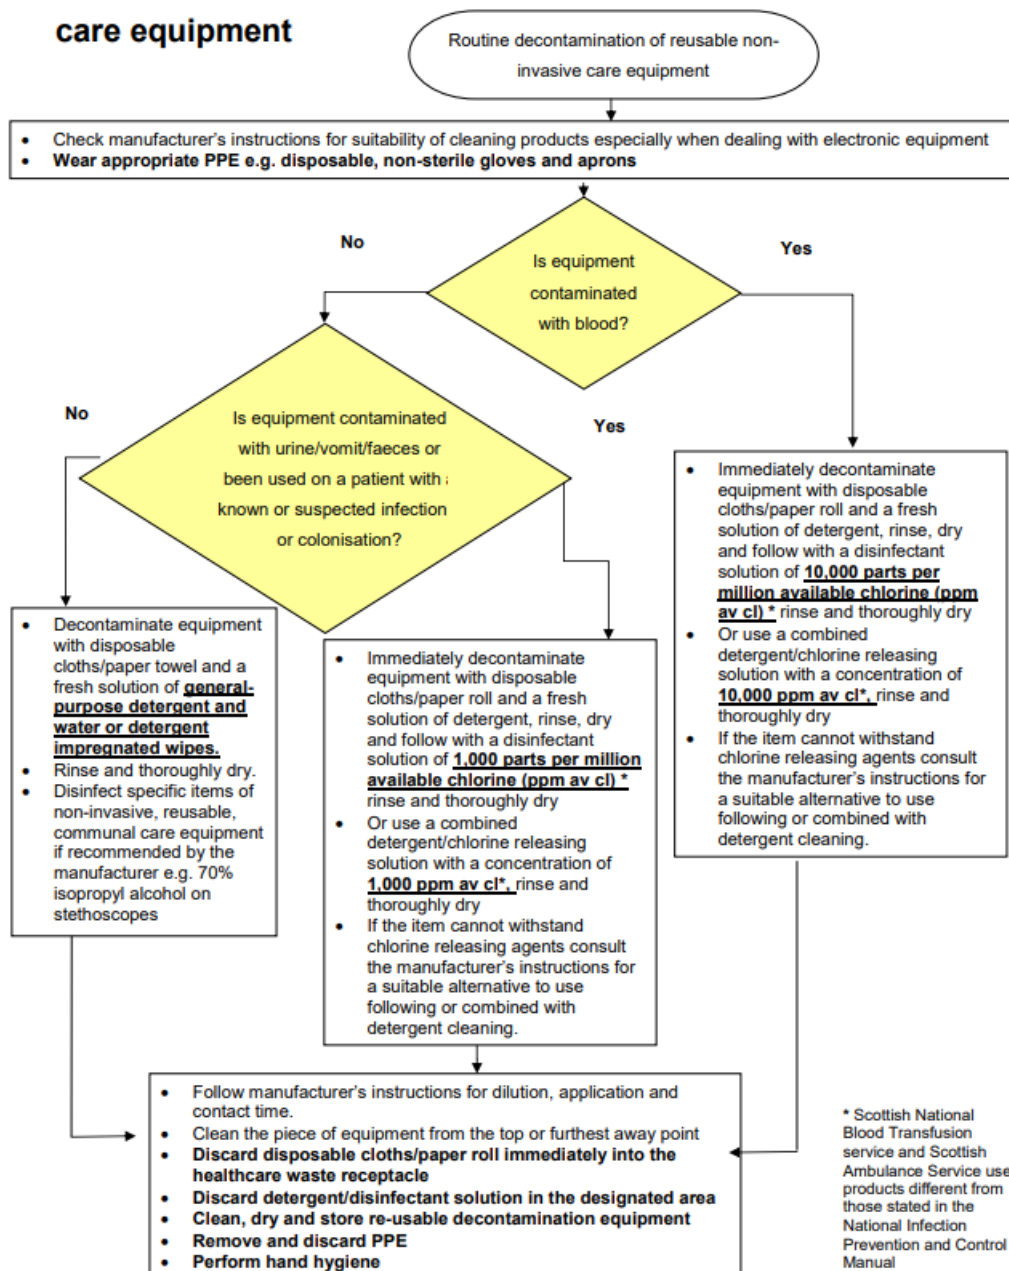 care equipment
Routine decontamination of reusable non-
invasive care equipment
• Check manufacturer's instructions for suitability of cleaning products especially when dealing with electronic equipment
• Wear appropriate PPE e.g. disposable, non-sterile gloves and aprons
No
Yes
Is equipment
contaminated
with blood?
No
Yes
Is equipment contaminated
with urine/vomit/faeces or
been used on a patient with
known or suspected infection
or colonisation?
• Decontaminate equipment
with disposable
cloths/paper towel and a
fresh solution of general-
purpose detergent and
water or detergent
impregnated wipes.
• Rinse and thoroughly dry.
• Disinfect specific items of
non-invasive, reusable,
communal care equipment
if recommended by the
manufacturer e.g. 70%
isopropyl alcohol on
stethoscopes
• Immediately decontaminate
equipment with disposable
cloths/paper roll and a fresh
solution of detergent, rinse, dry
and follow with a disinfectant
solution of 1,000 parts per million
available chlorine (ppm av cl) *
rinse and thoroughly dry
• Or use a combined
detergent/chlorine releasing
solution with a concentration of
1,000 ppm av cl*, rinse and
thoroughly dry
• If the item cannot withstand
chlorine releasing agents consult
the manufacturer's instructions for
a suitable alternative to use
following or combined with
detergent cleaning.
• Immediately decontaminate
equipment with disposable
cloths/paper roll and a fresh
solution of detergent, rinse, dry
and follow with a disinfectant
solution of 10,000 parts per
million available chlorine (ppm
av cl) * rinse and thoroughly dry
• Or use a combined
detergent/chlorine releasing
solution with a concentration of
10,000 ppm av cl*, rinse and
thoroughly dry
• If the item cannot withstand
chlorine releasing agents consult
the manufacturer's instructions for
a suitable alternative to use
following or combined with
detergent cleaning.
• Follow manufacturer's instructions for dilution, application and
contact time.
• Clean the piece of equipment from the top or furthest away point
• Discard disposable cloths/paper roll immediately into the
healthcare waste receptacle
• Discard detergent/disinfectant solution in the designated area
• Clean, dry and store re-usable decontamination equipment
• Remove and discard PPE
• Perform hand hygiene
* Scottish National
Blood Transfusion
service and Scottish
Ambulance Service use
products different from
those stated in the
National Infection
Prevention and Control
Manual